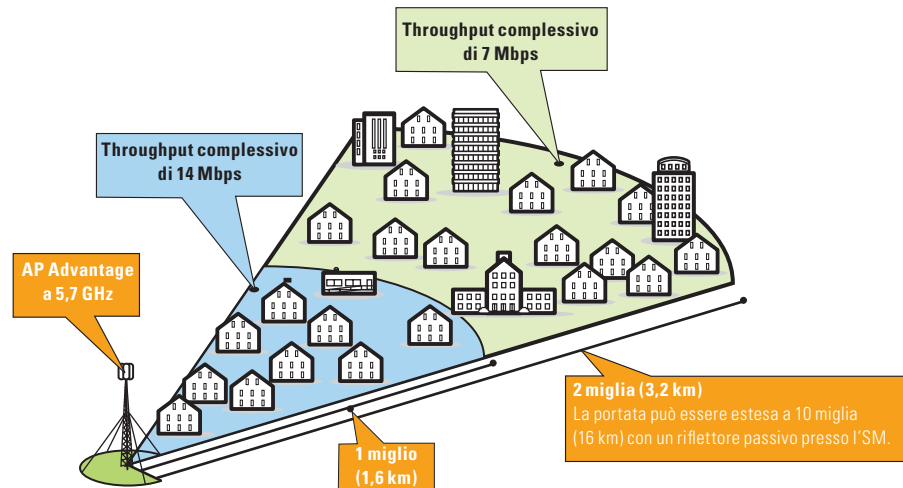 Throughput complessivo
di 7 Mbps
Throughput complessivo
di 14 Mbps
AP Advantage
a 5,7 GHz
2 miglia (3,2 km)
La portata può essere estesa a 10 miglia
(16 km) con un riflettore passivo presso l'SM.
1 miglio
(1,6 km)